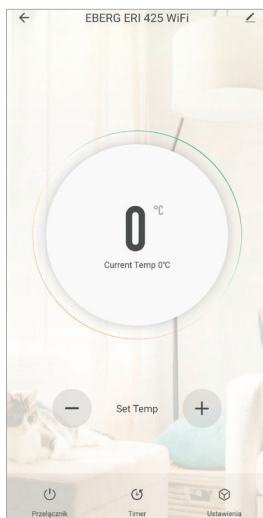 EBERG ERI 425 WiFi
0 °C
Current Temp 0°C
Set Temp
Przełącznik Timer Ustawienia